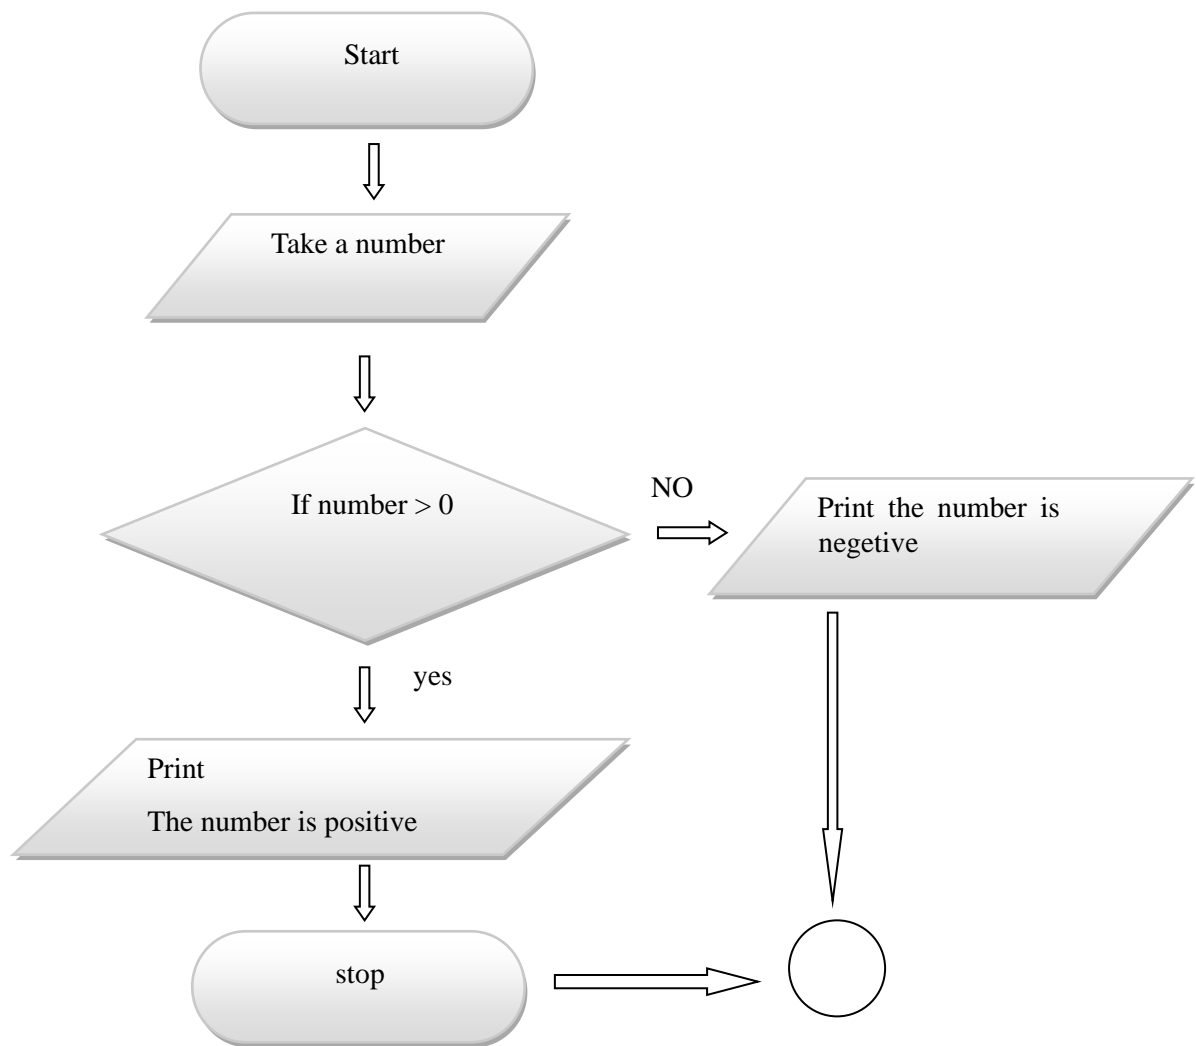 Start
Take a number
If number > 0
NO
Print the number is
negetive
yes
Print
The number is positive
stop